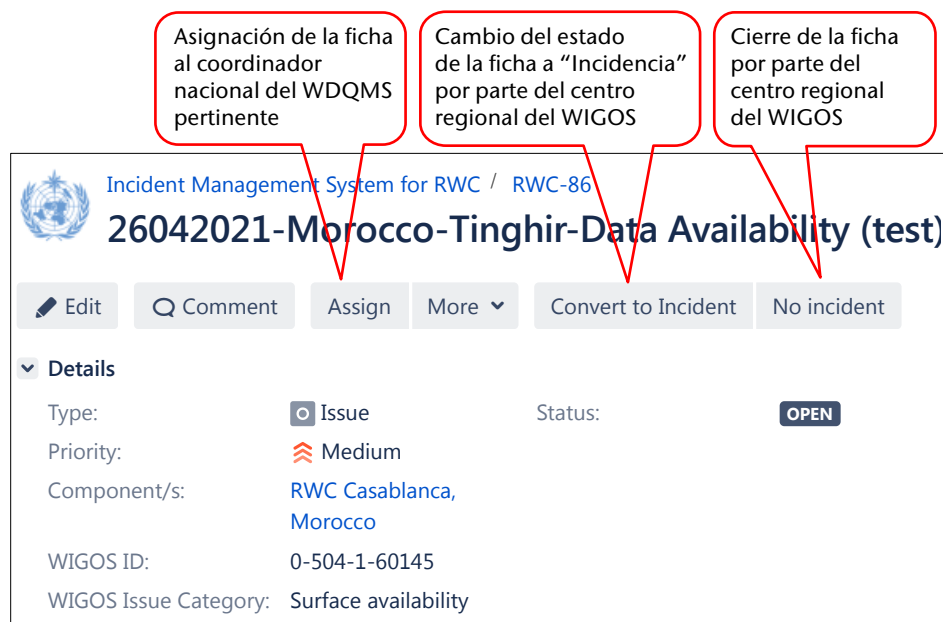 Asignación de la ficha
al coordinador
nacional del WDQMS
pertinente
Cambio del estado
de la ficha a “Incidencia”
por parte del centro
regional del WIGOS
Cierre de la ficha
por parte del
centro regional
del WIGOS
Incident Management System for RWC / RWC-86
26042021-Morocco-Tinghir-Data Availability (test)
Edit Comment Assign More Convert to Incident No incident
Details
Type: Issue Status: OPEN
Priority: Medium
Component/s: RWC Casablanca,
Morocco
WIGOS ID: 0-504-1-60145
WIGOS Issue Category: Surface availability